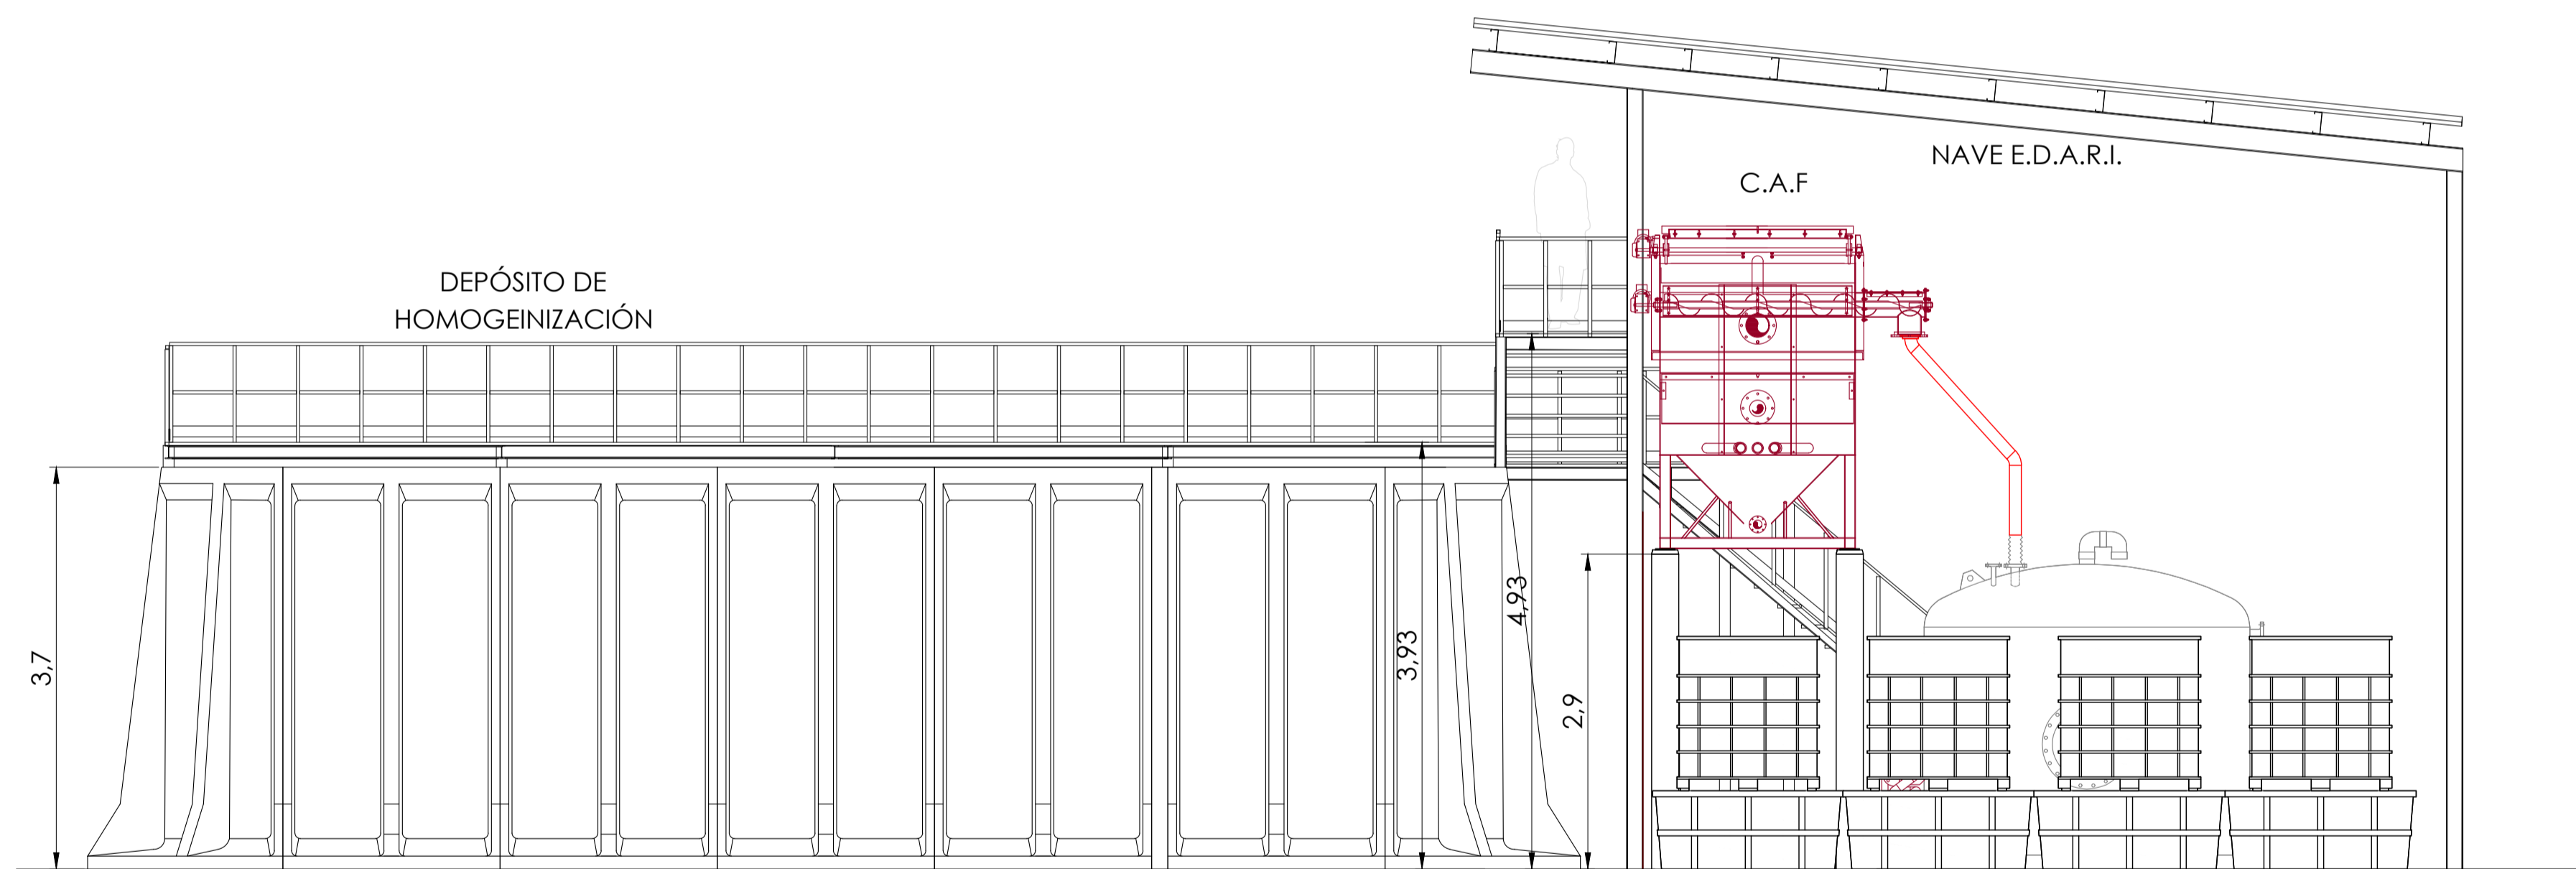 NAVE E.D.A.R.I.
C.A.F
DEPÓSITO DE
HOMOGEINIZACIÓN
3,7
3,93
4,93
2,9